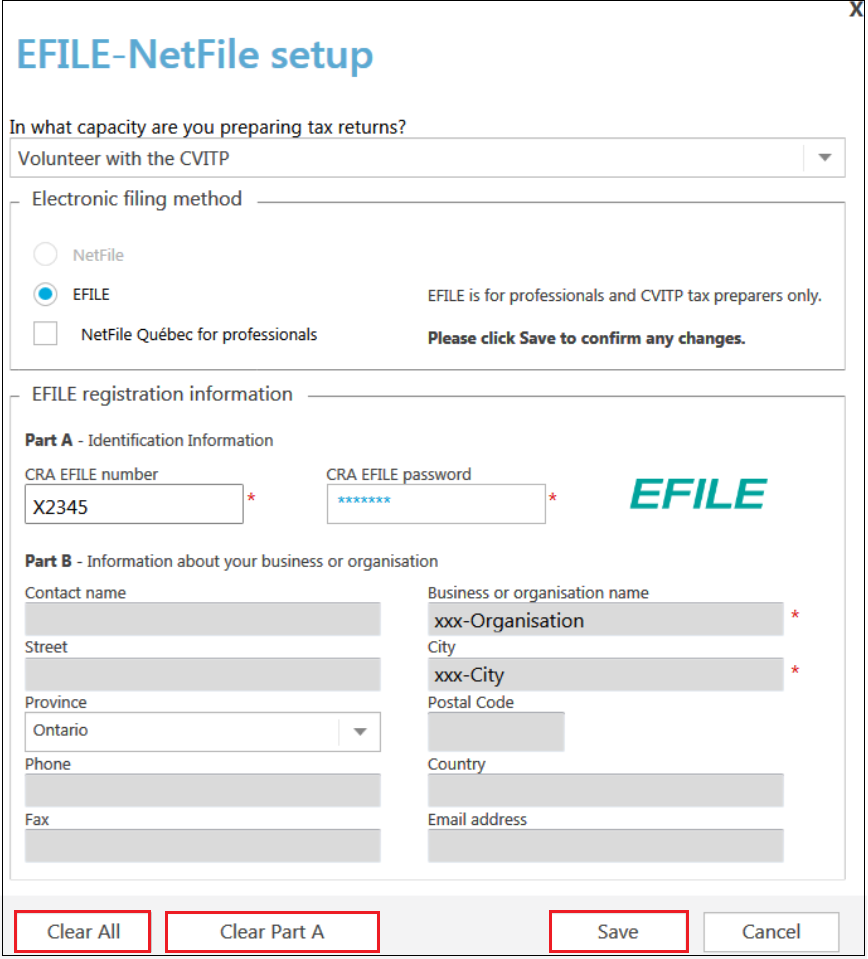 X
EFILE-NetFile setup
In what capacity are you preparing tax returns?
Volunteer with the CVITP
Electronic filing method
NetFile
EFILE
EFILE is for professionals and CVITP tax preparers only.
NetFile Québec for professionals
Please click Save to confirm any changes.
EFILE registration information
Part A - Identification Information
CRA EFILE number
CRA EFILE password
X2345 *
******* *
EFILE
Part B - Information about your business or organisation
Contact name
Business or organisation name
xxx-Organisation *
Street
City
xxx-City *
Province
Postal Code
Ontario
Phone
Country
Fax
Email address
Clear All
Clear Part A
Save
Cancel